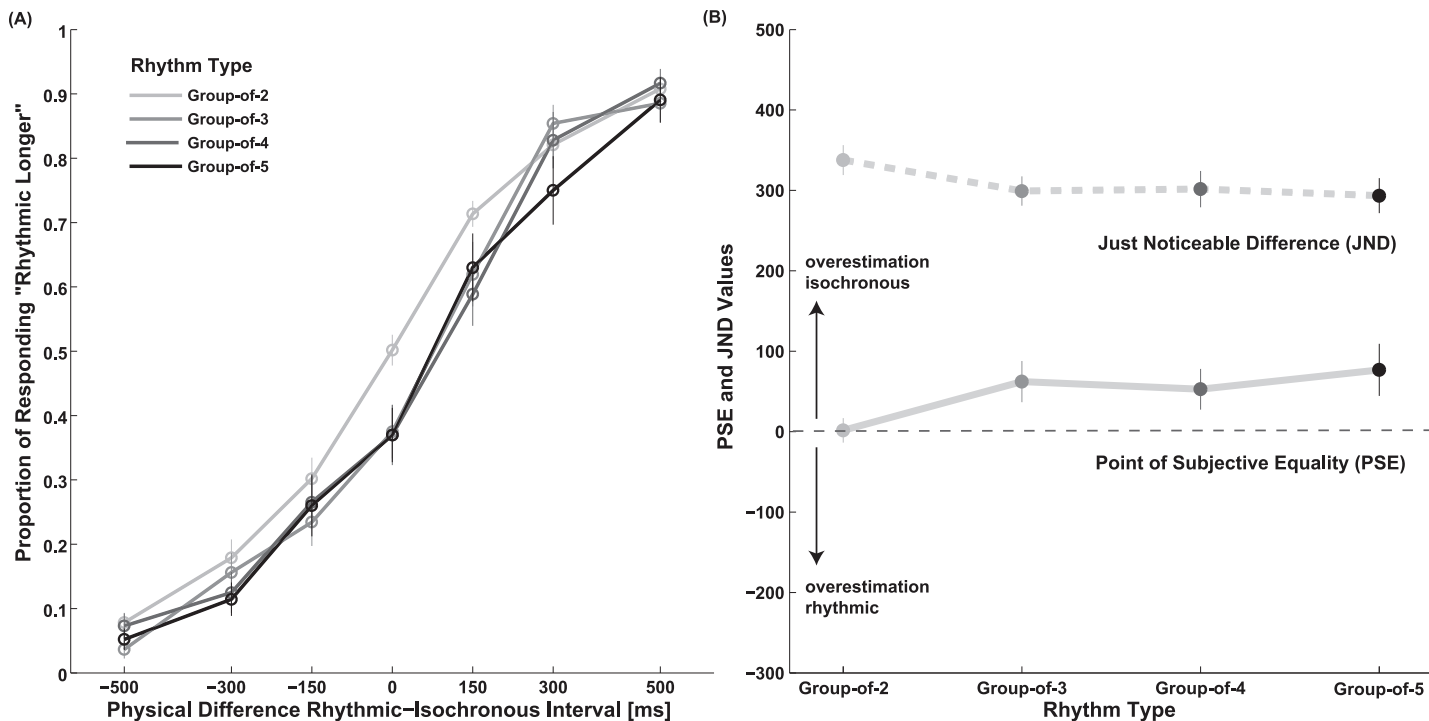 (A)
Proportion of Responding "Rhythmic Longer"
1
0.9
0.8
0.7
0.6
0.5
0.4
0.3
0.2
0.1
0
Rhythm Type
Group-of-2
Group-of-3
Group-of-4
Group-of-5
−500
−300
−150
0
150
300
500
Physical Difference Rhythmic−Isochronous Interval [ms]
(B)
PSE and JND Values
500
400
300
200
100
0
−100
−200
−300
Just Noticeable Difference (JND)
overestimation
isochronous
Point of Subjective Equality (PSE)
overestimation
rhythmic
Group-of-2
Group-of-3
Group-of-4
Group-of-5
Rhythm Type